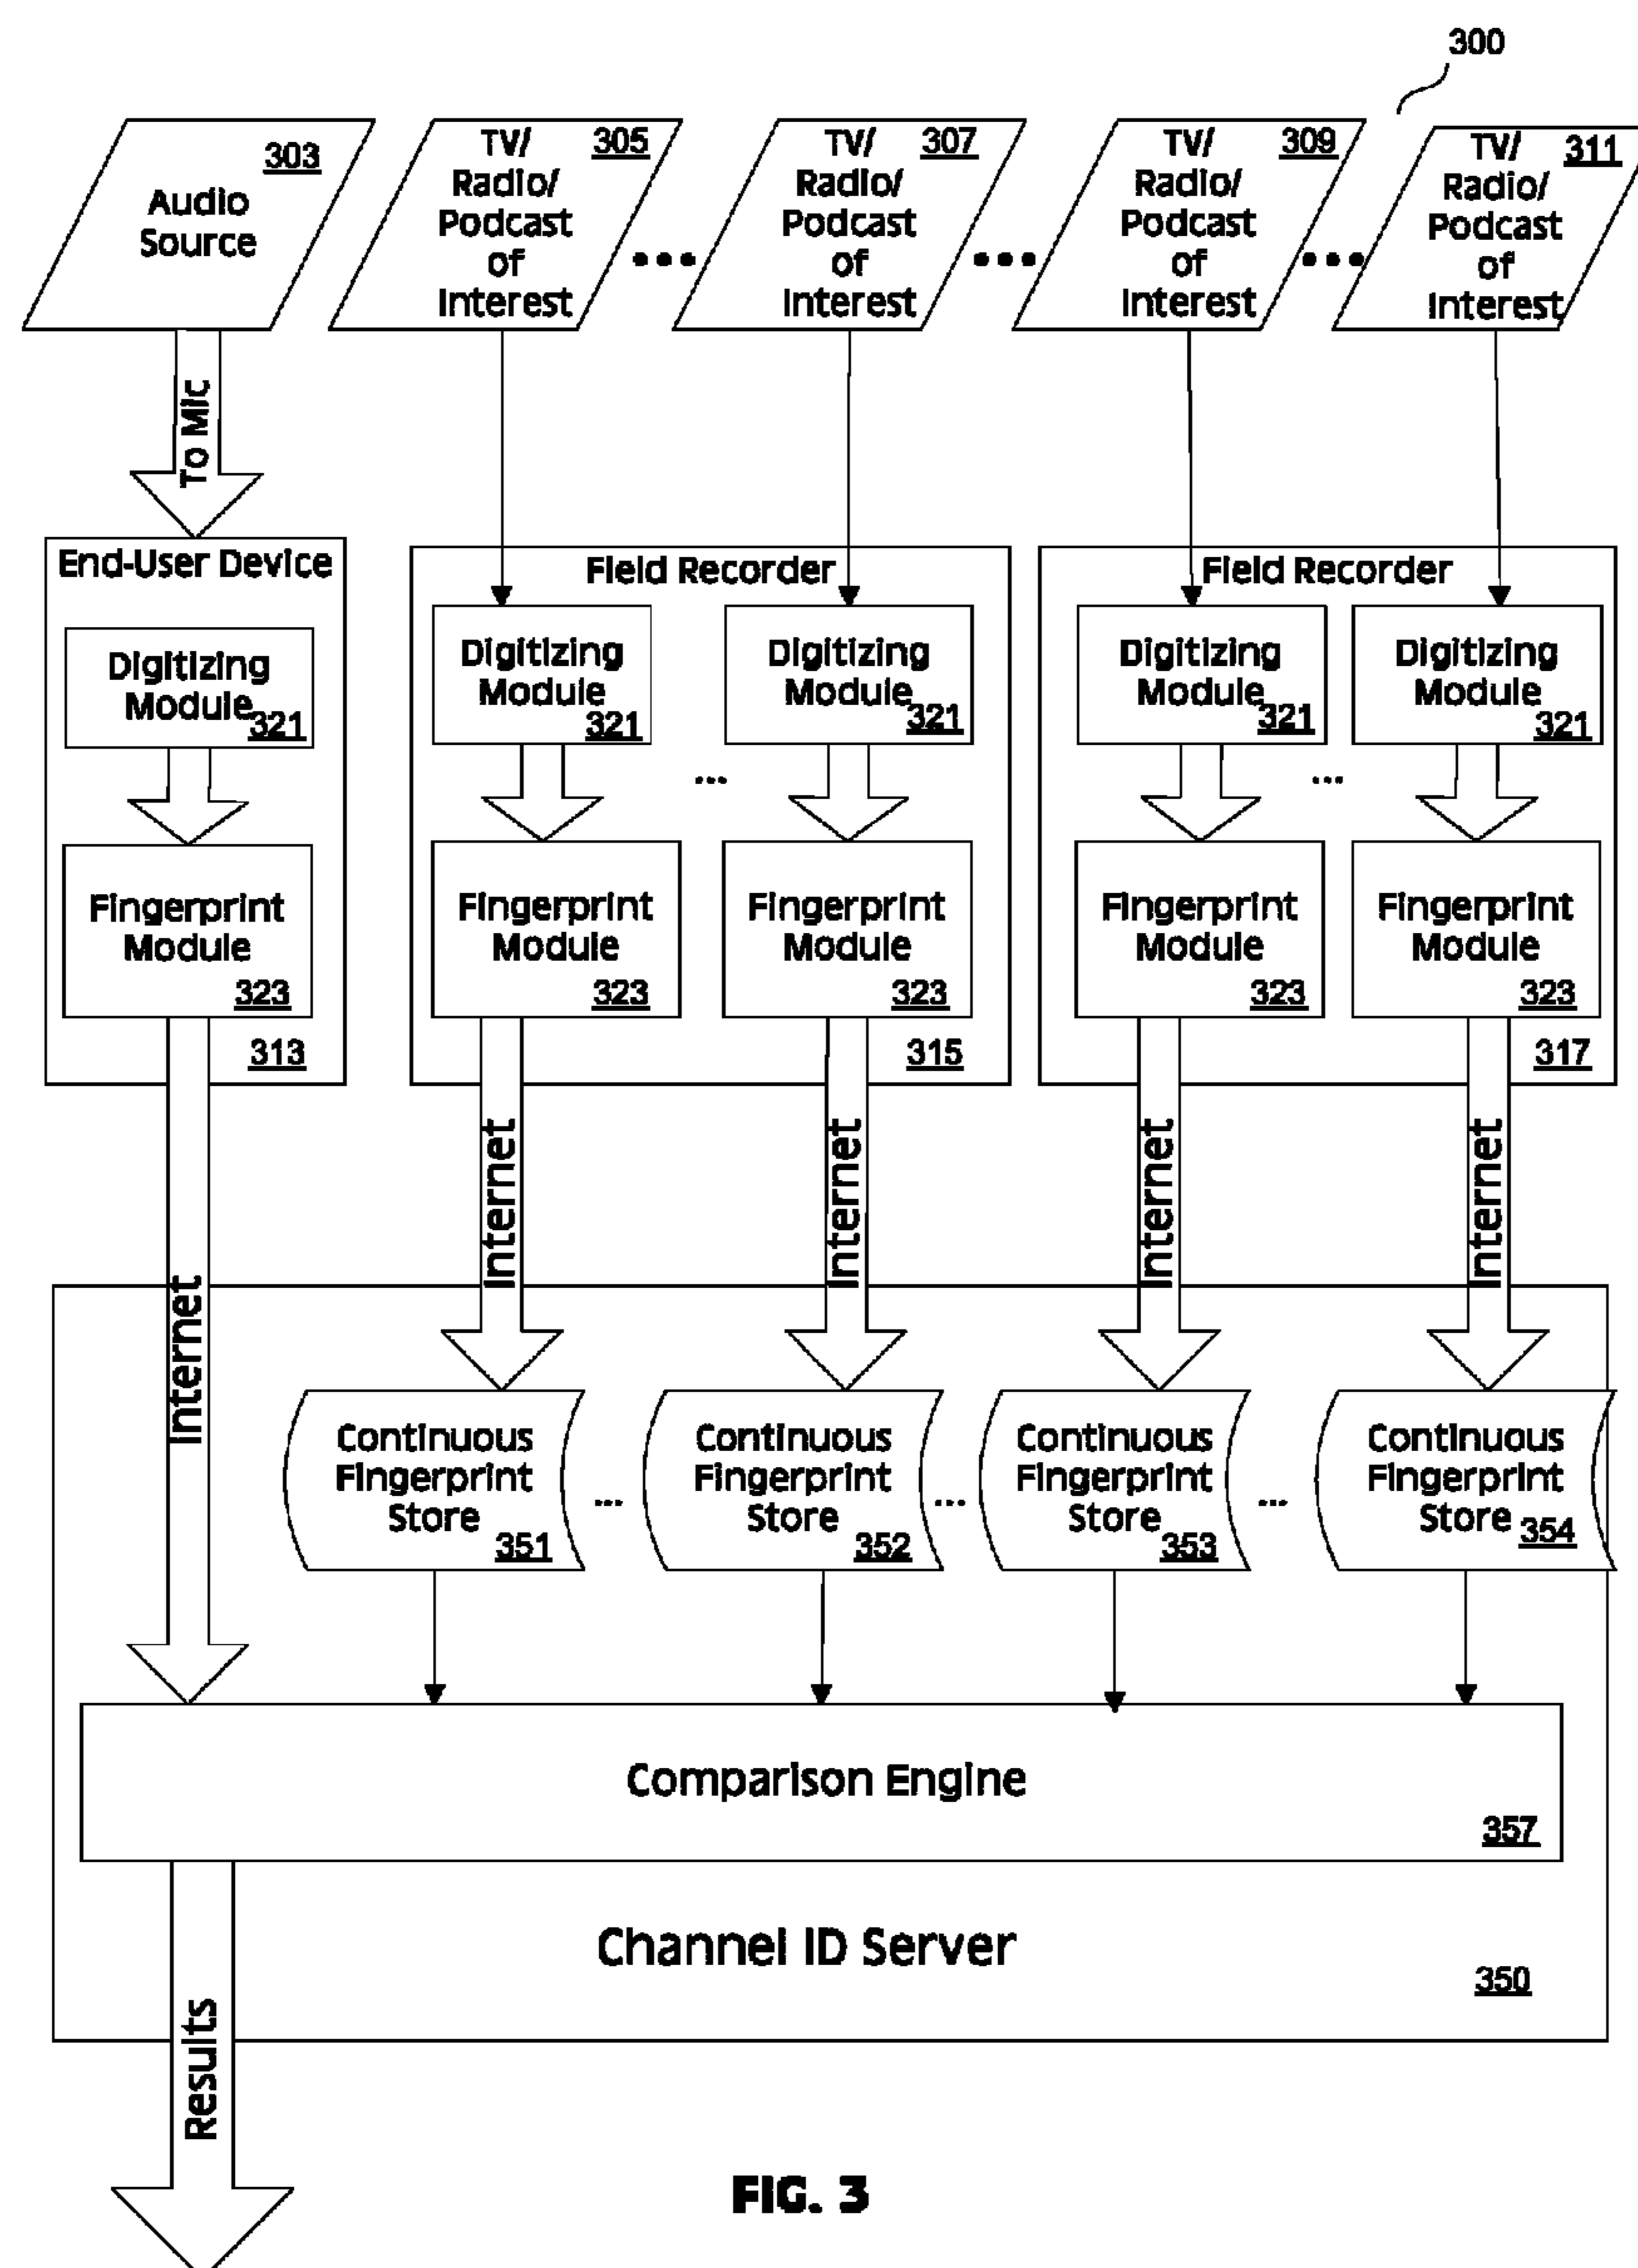 300
303
Audio
Source
TV/
Radio/
Podcast
of
Interest
305
•••
TV/
Radio/
Podcast
of
Interest
307
•••
TV/
Radio/
Podcast
of
Interest
309
•••
TV/
Radio/
Podcast
of
Interest
311
To Mic
End-User Device
Digitizing
Module
321
Fingerprint
Module
323
313
Field Recorder
Digitizing
Module
321
...
Digitizing
Module
321
Fingerprint
Module
323
Fingerprint
Module
323
315
Field Recorder
Digitizing
Module
321
...
Digitizing
Module
321
Fingerprint
Module
323
Fingerprint
Module
323
317
Internet
Internet
Internet
Internet
Internet
Continuous
Fingerprint
Store
351
...
Continuous
Fingerprint
Store
352
...
Continuous
Fingerprint
Store
353
...
Continuous
Fingerprint
Store
354
Comparison Engine
357
Channel ID Server
350
Results
FIG. 3